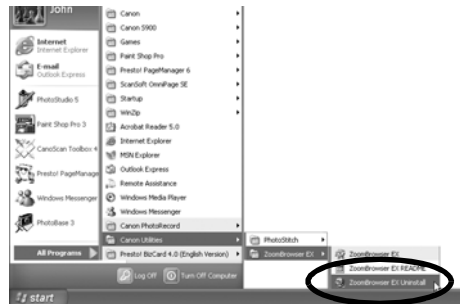 John
Internet
Internet Explorer
E-mail
Outlook Express
PhotoStudio 5
Paint Shop Pro 3
CanoScan Toolbox 4
Presto! PageManage
Windows Messenger
PhotoBase 3
All Programs
Canon
Canon S900
Games
Paint Shop Pro
Presto! PageManager 6
ScanSoft OmniPage SE
Startup
WinZip
Acrobat Reader 5.0
Internet Explorer
MSN Explorer
Outlook Express
Remote Assistance
Windows Media Player
Windows Messenger
Canon PhotoRecord
Canon Utilities
Presto! BizCard 4.0 (English Version)
PhotoStitch
ZoomBrowser EX
ZoomBrowser EX
ZoomBrowser EX README
ZoomBrowser EX Uninstall
Log Off
Turn Off Computer
start